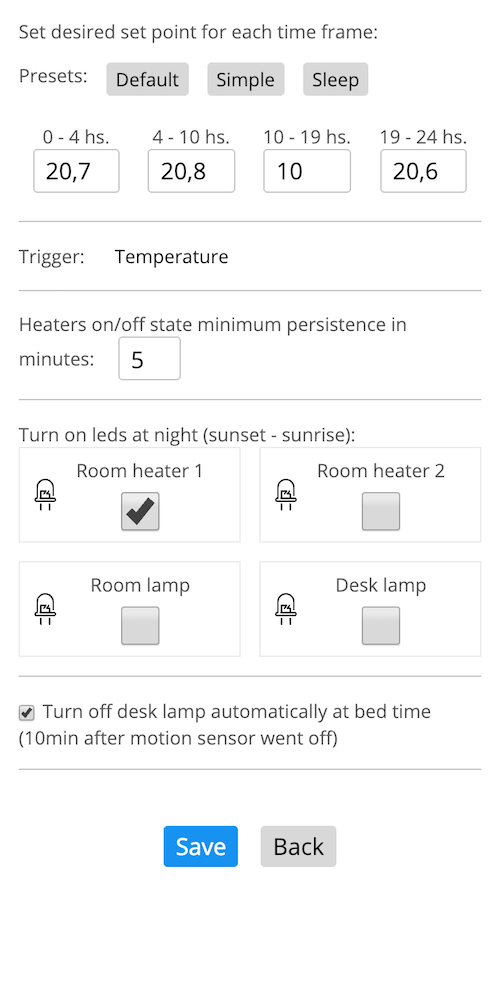 Set desired set point for each time frame:
Presets: Default Simple Sleep
0 - 4 hs. 4 - 10 hs. 10 - 19 hs. 19 - 24 hs.
20,7 20,8 10 20,6
Trigger: Temperature
Heaters on/off state minimum persistence in
minutes: 5
Turn on leds at night (sunset - sunrise):
Room heater 1 Room heater 2
Room lamp Desk lamp
Turn off desk lamp automatically at bed time
(10min after motion sensor went off)
Save Back